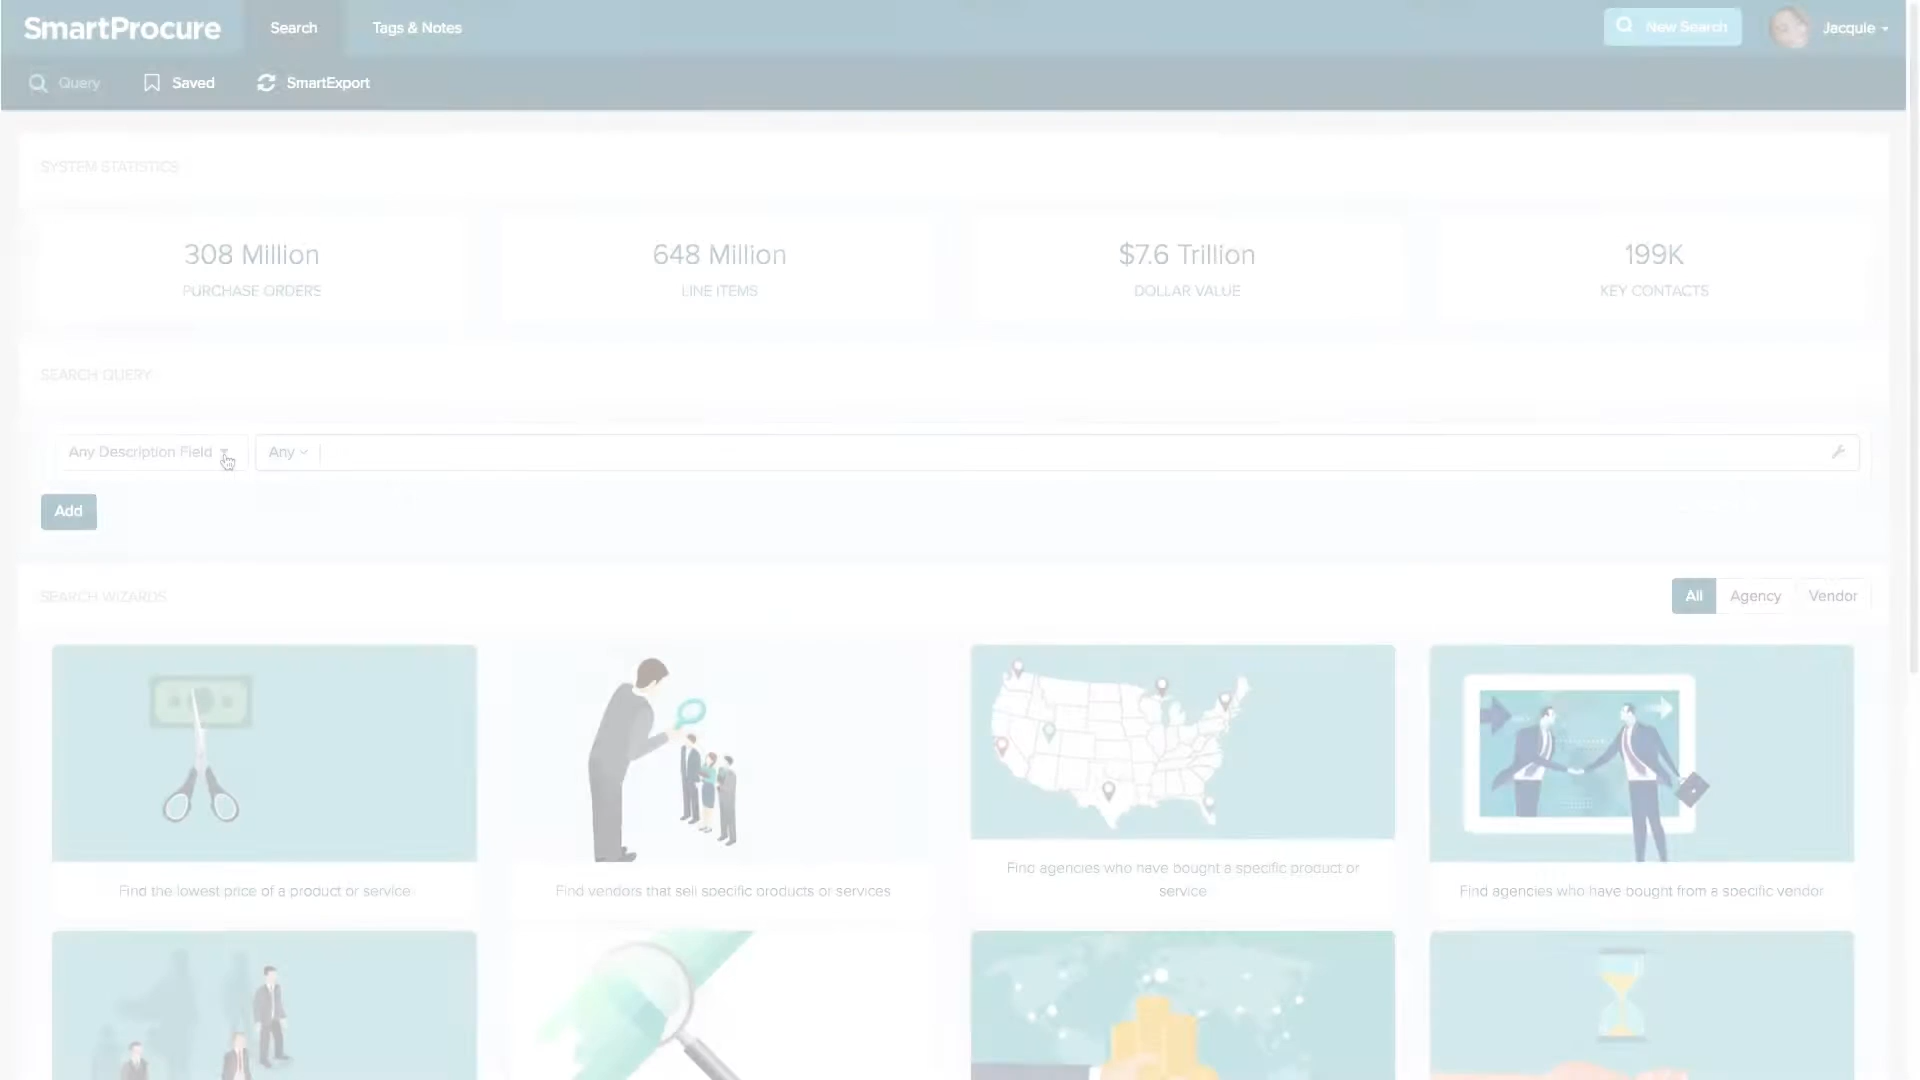 SmartProcure
Search
Tags & Notes
New Search
Jacquie
Query
Saved
SmartExport
SYSTEM STATISTICS
308 Million
PURCHASE ORDERS
648 Million
LINE ITEMS
$7.6 Trillion
DOLLAR VALUE
199K
KEY CONTACTS
SEARCH QUERY
Any Description Field
Any
Add
SEARCH WIZARDS
All
Agency
Vendor
Find the lowest price of a product or service
Find vendors that sell specific products or services
Find agencies who have bought a specific product or
service
Find agencies who have bought from a specific vendor